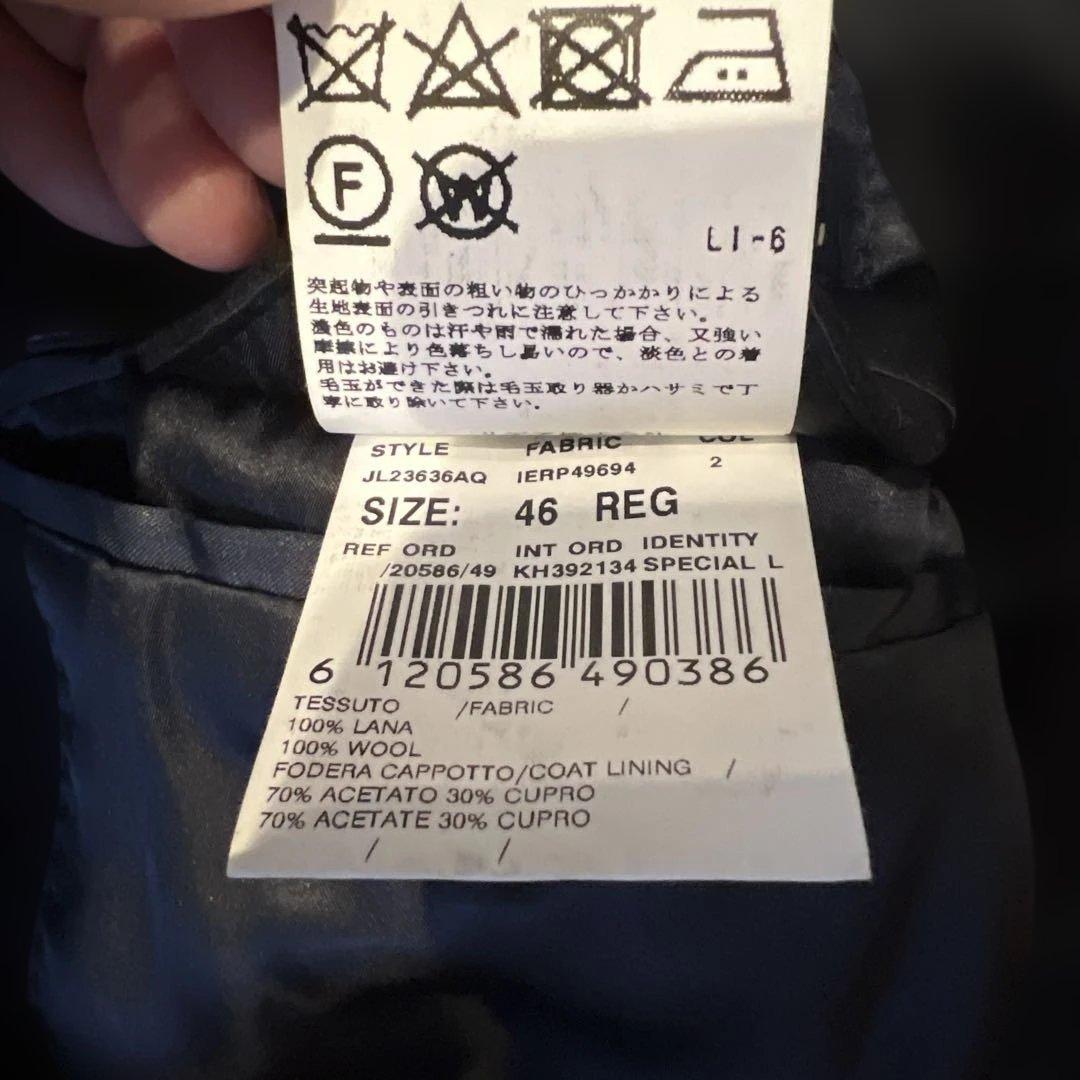 F
W
LI-6
突起物や表面の粗い物のひっかかりによる
生地表面の引きつれに注意して下さい。
濃色のものは汗や雨で濡れた場合、又強い
摩擦により色落ちし易いので、淡色との着
用はお避け下さい。
毛玉ができた際は毛玉取り器かハサミで丁
寧に取り除いて下さい。
STYLE FABRIC COL
JL23636AQ IERP49694 2
SIZE: 46 REG
REF ORD INT ORD IDENTITY
/20586/49 KH392134 SPECIAL L
6 120586 490386
TESSUTO /FABRIC /
100% LANA
100% WOOL
FODERA CAPPOTTO/COAT LINING /
70% ACETATO 30% CUPRO
70% ACETATE 30% CUPRO
/ /